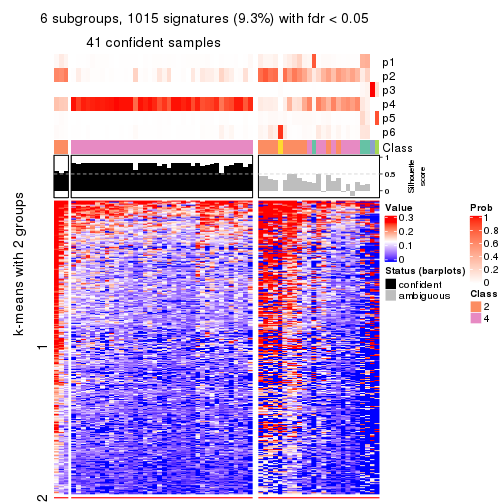 6 subgroups, 1015 signatures (9.3%) with fdr < 0.05
41 confident samples
p1
p2
p3
p4
p5
p6
Class
1
0.5
0
Silhouette
score
k-means with 2 groups
1
2
Value
0.3
0.2
0.1
0
Status (barplots)
confident
ambiguous
Prob
1
0.8
0.6
0.4
0.2
0
Class
2
4